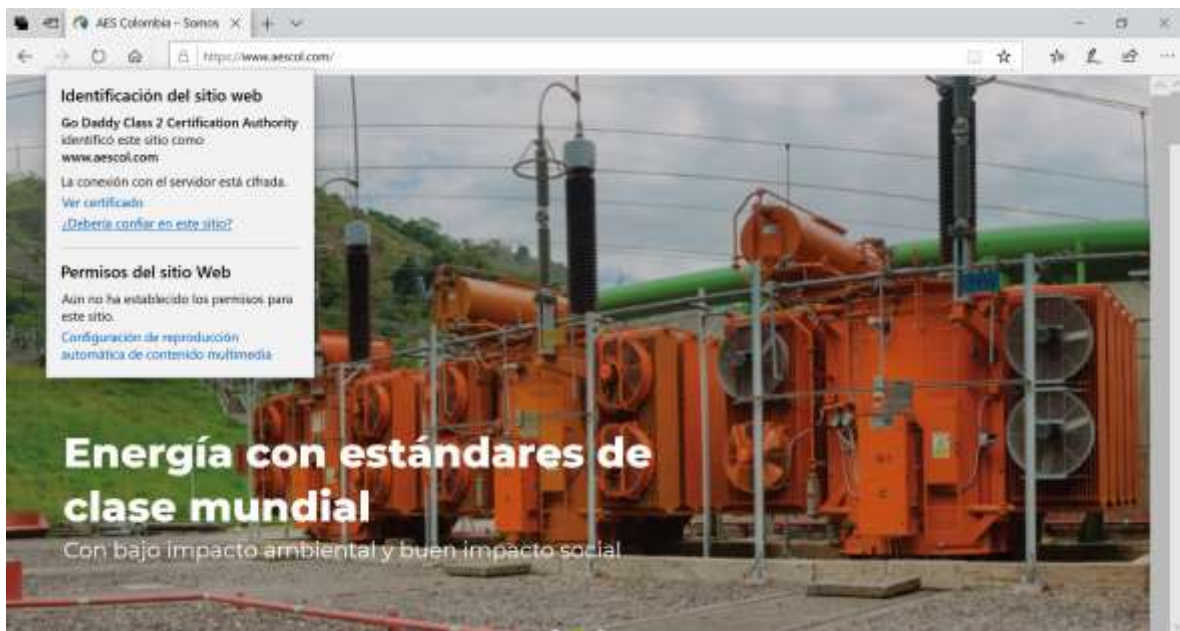 AES Colombia - Somos
https://www.aescol.com/
Identificación del sitio web
Go Daddy Class 2 Certification Authority
identificó este sitio como
www.aescol.com
La conexión con el servidor está cifrada.
Ver certificado
¿Debería confiar en este sitio?
Permisos del sitio Web
Aún no ha establecido los permisos para
este sitio.
Configuración de reproducción
automática de contenido multimedia
Energía con estándares de
clase mundial
Con bajo impacto ambiental y buen impacto social